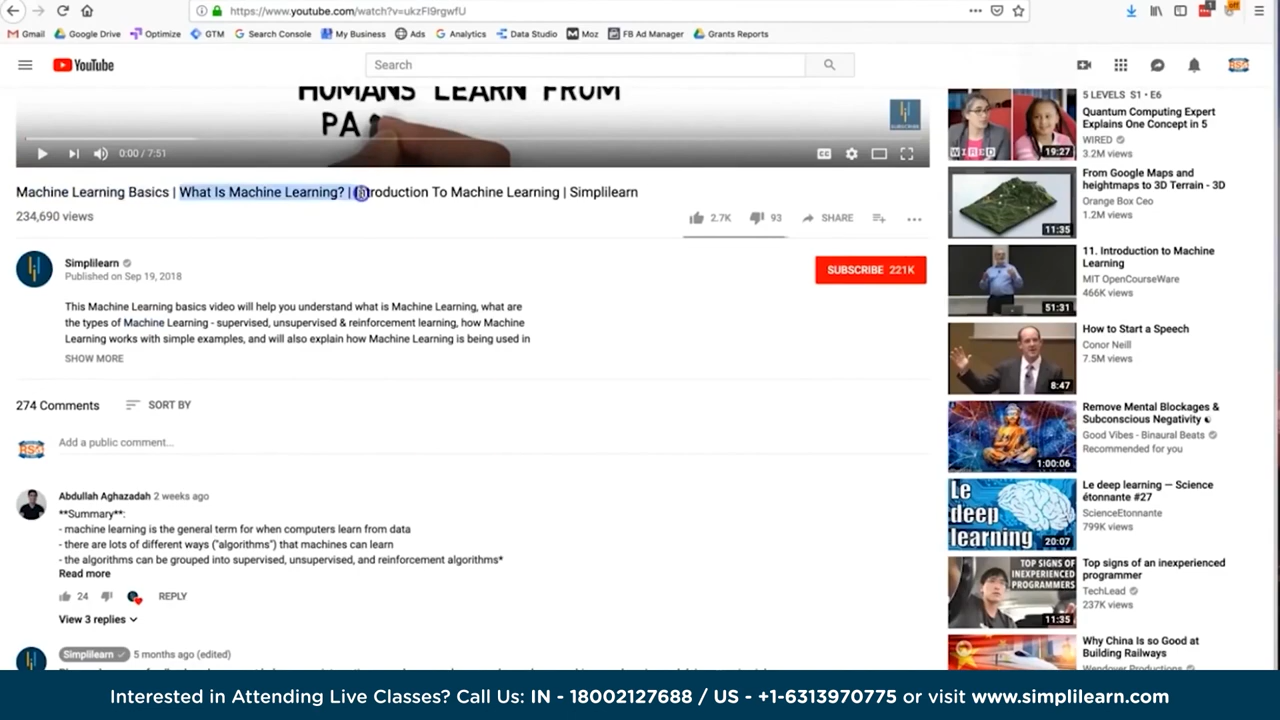 https://www.youtube.com/watch?v=ukzFI9rgwfU
Gmail Google Drive Optimize GTM Search Console My Business Ads Analytics Data Studio Moz FB Ad Manager Grants Reports
YouTube
Search
HUMANS LEARN FROM
PA
SUBSCRIBE
0:00 / 7:51
Machine Learning Basics | What Is Machine Learning? | Introduction To Machine Learning | Simplilearn
234,690 views
2.7K 93 SHARE
Simplilearn
Published on Sep 19, 2018
SUBSCRIBE 221K
This Machine Learning basics video will help you understand what is Machine Learning, what are
the types of Machine Learning - supervised, unsupervised & reinforcement learning, how Machine
Learning works with simple examples, and will also explain how Machine Learning is being used in
SHOW MORE
274 Comments SORT BY
Add a public comment...
Abdullah Aghazadah 2 weeks ago
**Summary**:
- machine learning is the general term for when computers learn from data
- there are lots of different ways ("algorithms") that machines can learn
- the algorithms can be grouped into supervised, unsupervised, and reinforcement algorithms*
Read more
24 REPLY
View 3 replies
Simplilearn 5 months ago (edited)
5 LEVELS S1 • E6
Quantum Computing Expert
Explains One Concept in 5
WIRED
3.2M views
WIRED
19:27
From Google Maps and
heightmaps to 3D Terrain - 3D
Orange Box Ceo
1.2M views
11:35
11. Introduction to Machine
Learning
MIT OpenCourseWare
466K views
51:31
How to Start a Speech
Conor Neill
7.5M views
8:47
Remove Mental Blockages &
Subconscious Negativity
Good Vibes - Binaural Beats
Recommended for you
1:00:06
Le deep learning — Science
étonnante #27
ScienceEtonnante
799K views
Le
deep
learning
20:07
Top signs of an inexperienced
programmer
TechLead
237K views
TOP SIGNS OF
INEXPERIENCED
PROGRAMMERS
11:35
Why China Is so Good at
Building Railways
Wendover Productions
Interested in Attending Live Classes? Call Us: IN - 18002127688 / US - +1-6313970775 or visit www.simplilearn.com